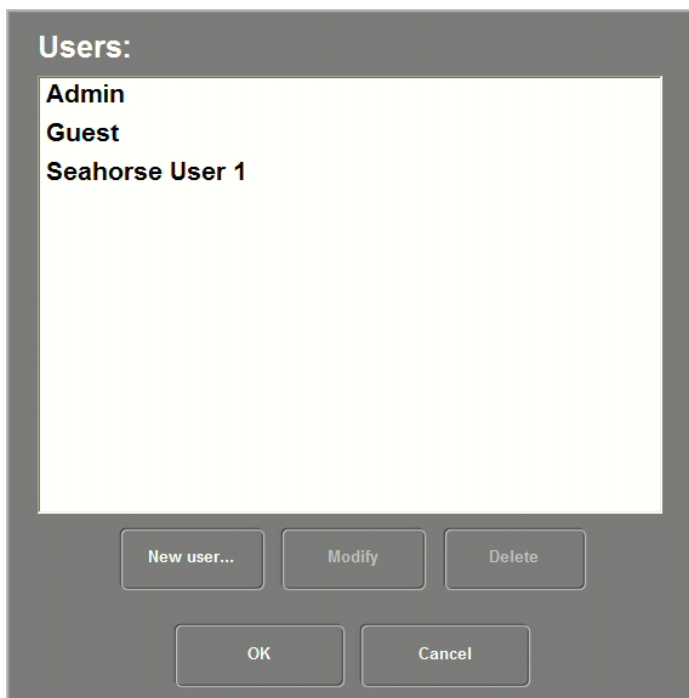 Users:
Admin
Guest
Seahorse User 1
New user... Modify Delete
OK Cancel